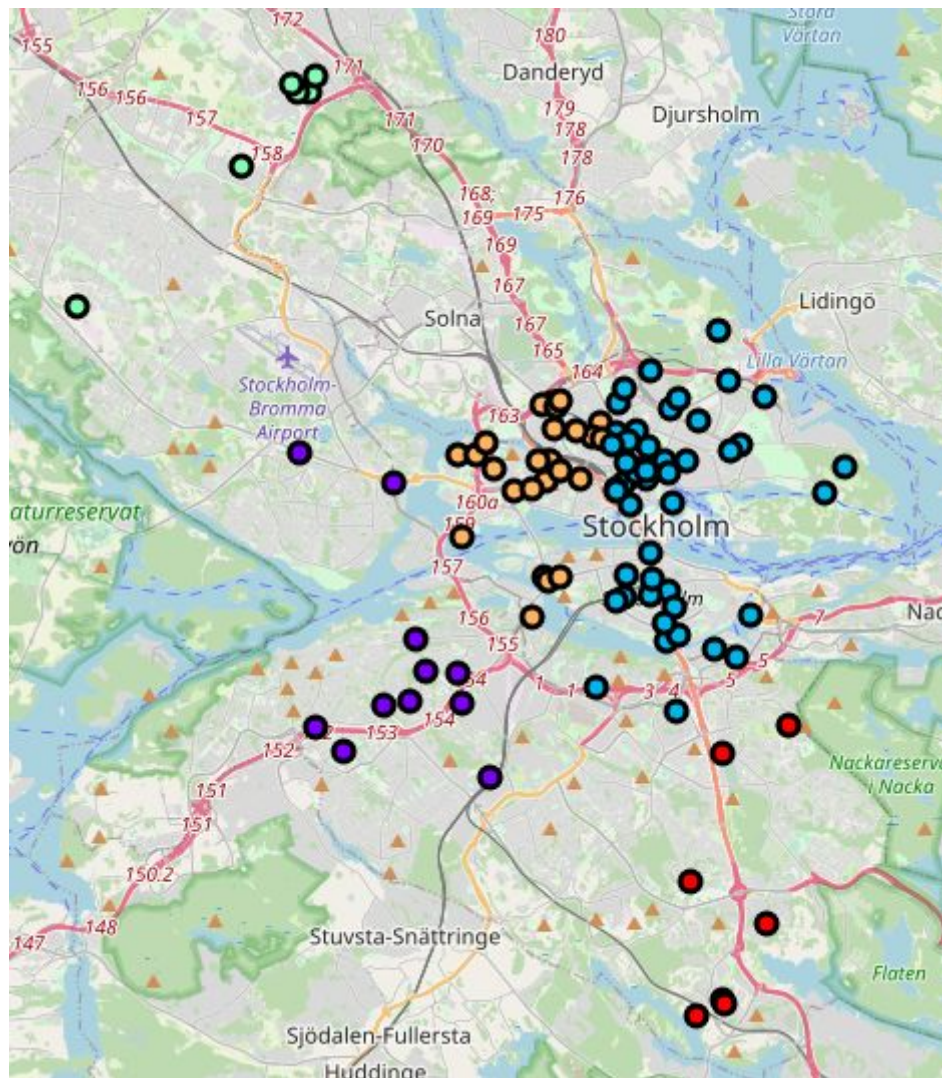 172
Stora
Värtan
155
180
171
Danderyd
156
156
157
179
Djursholm
171
178
170
158
178
168;
169
175
176
169
167
Lidingö
Solna
167
165
Lilla Värtan
164
Stockholm-
Bromma
Airport
163
160a
aturreservat
Stockholm
ön
159
157
156
Nac
7
155
5
154
1
1
3
4
5
154
153
152
Nackareserva
i Nacka
151
151
150.2
148
147
Stuvsta-Snättringe
Flaten
Sjödalen-Fullersta
Huddinge